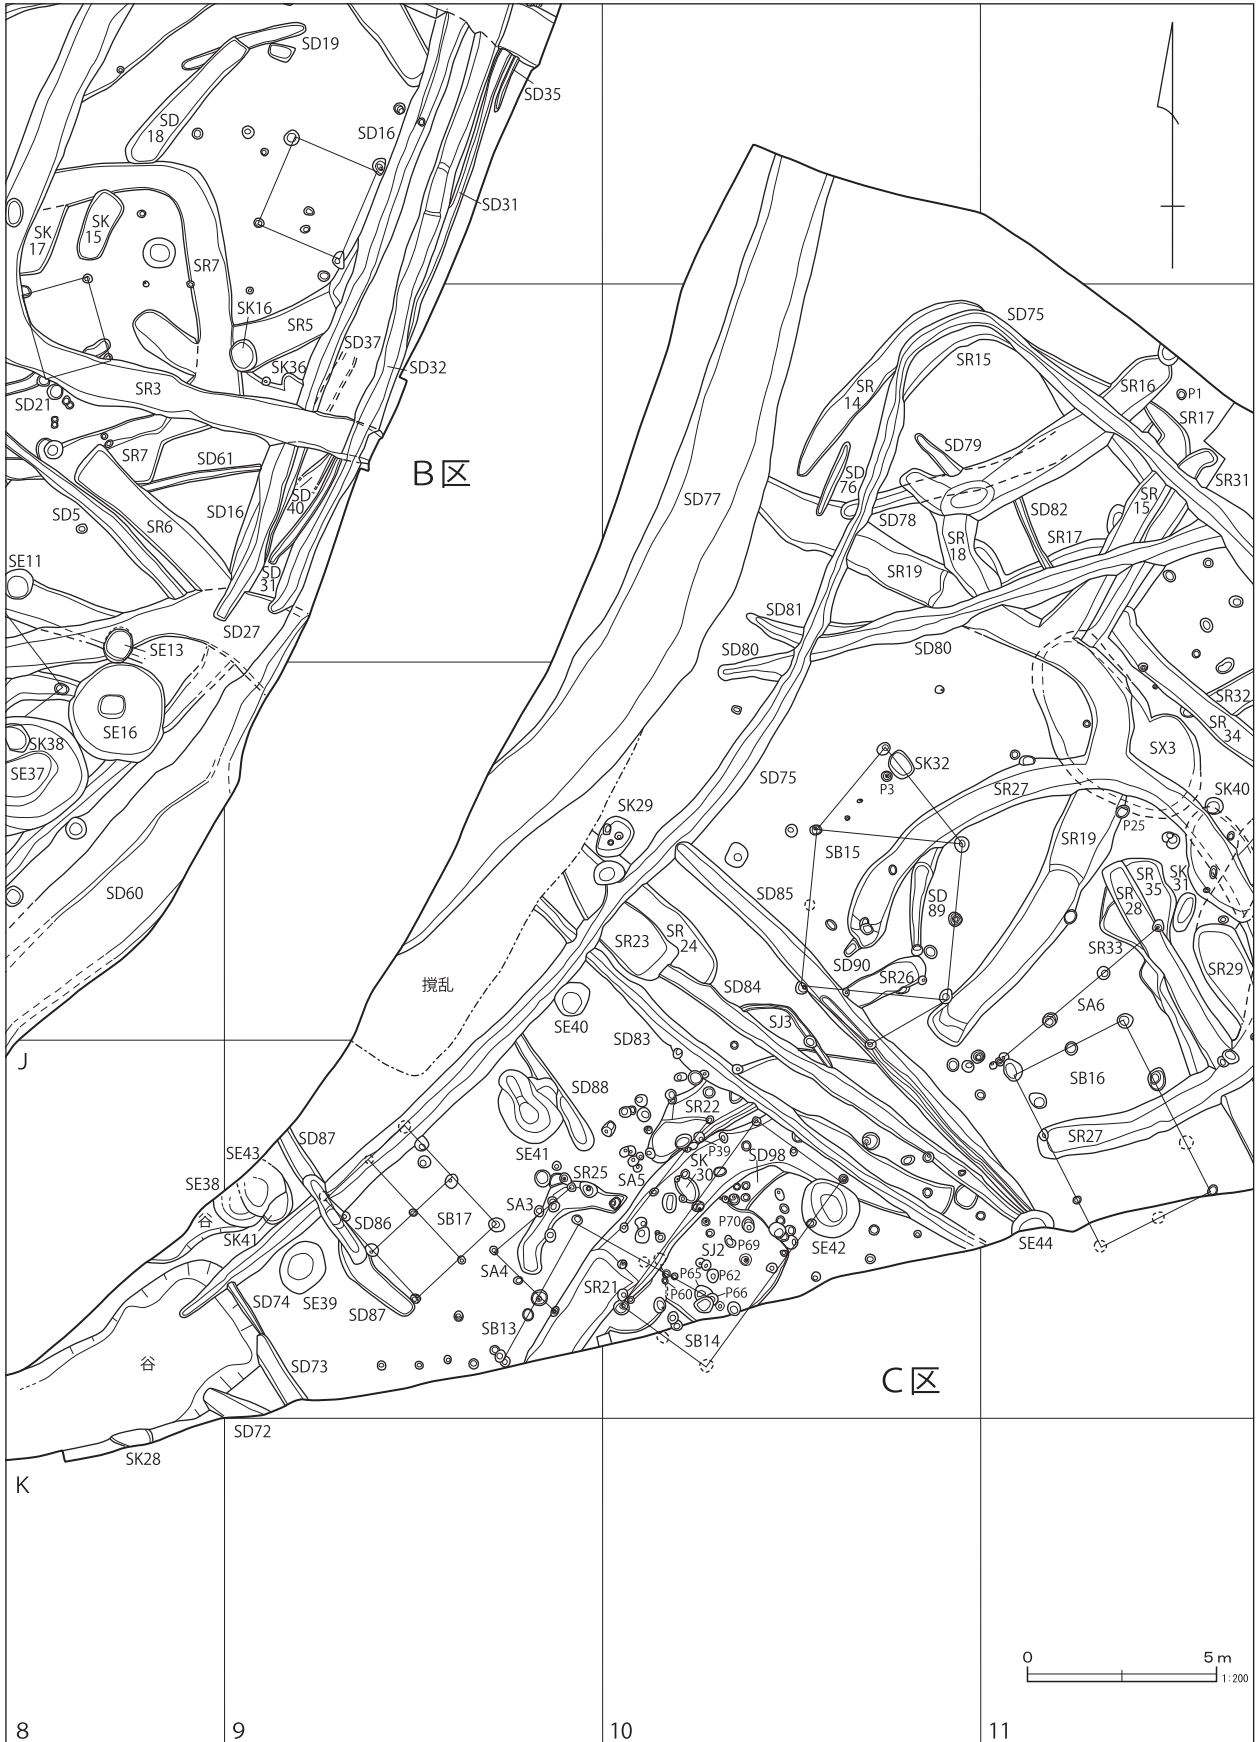 SD19
SD35
SD
18
SD16
SD31
SK
17
SK
15
SR7
SK16
SR5
SD37
SK36
SD32
SR3
SD21
SR7
SD61
SD5
SR6
SD16
SD
40
B区
SE11
SD
31
SD27
SE13
SE16
SK38
SE37
SD60
SD75
SR15
SR16
P1
SR
14
SR17
SD79
SR31
SD
76
SD77
SR
15
SD78
SD82
SR17
SR
18
SR19
SD81
SD80
SD80
SR32
SR
34
SX3
SD75
SK32
P3
SR27
SK40
SK29
SR19
P25
SB15
SD85
SD
89
SR
35
SK
31
SR
28
SR23
SR
24
SR33
SR29
SD90
SR26
撹乱
SD84
SA6
SE40
SJ3
SD83
J
SD88
SB16
SR22
SR27
SD87
SE43
SE41
P39
SD98
SA5
SK
30
SR25
SE38
谷
SA3
SK41
SD86
SB17
P70
SE42
SE44
SJ2
P69
SA4
P65
P62
SR21
P60
P66
SD74
SE39
SD87
SB13
SB14
谷
SD73
C区
SD72
SK28
K
0
5 m
1:200
8
9
10
11